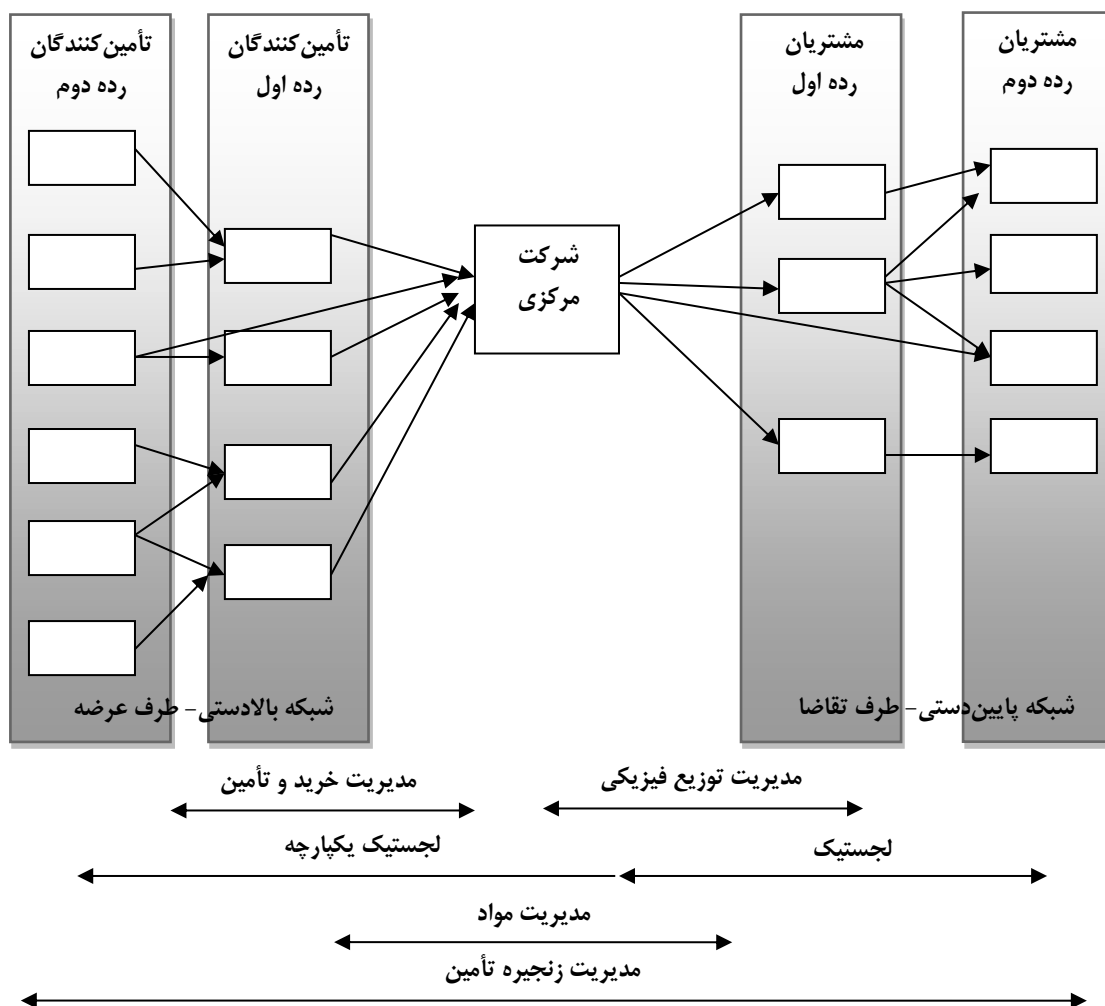 مشتریان
رده دوم
مشتریان
رده اول
تأمین‌کنندگان
رده اول
تأمین‌کنندگان
رده دوم
شرکت
مرکزی
شبکه پایین‌دستی- طرف تقاضا
شبکه بالادستی- طرف عرضه
مدیریت توزیع فیزیکی
مدیریت خرید و تأمین
لجستیک
لجستیک یکپارچه
مدیریت مواد
مدیریت زنجیره تأمین